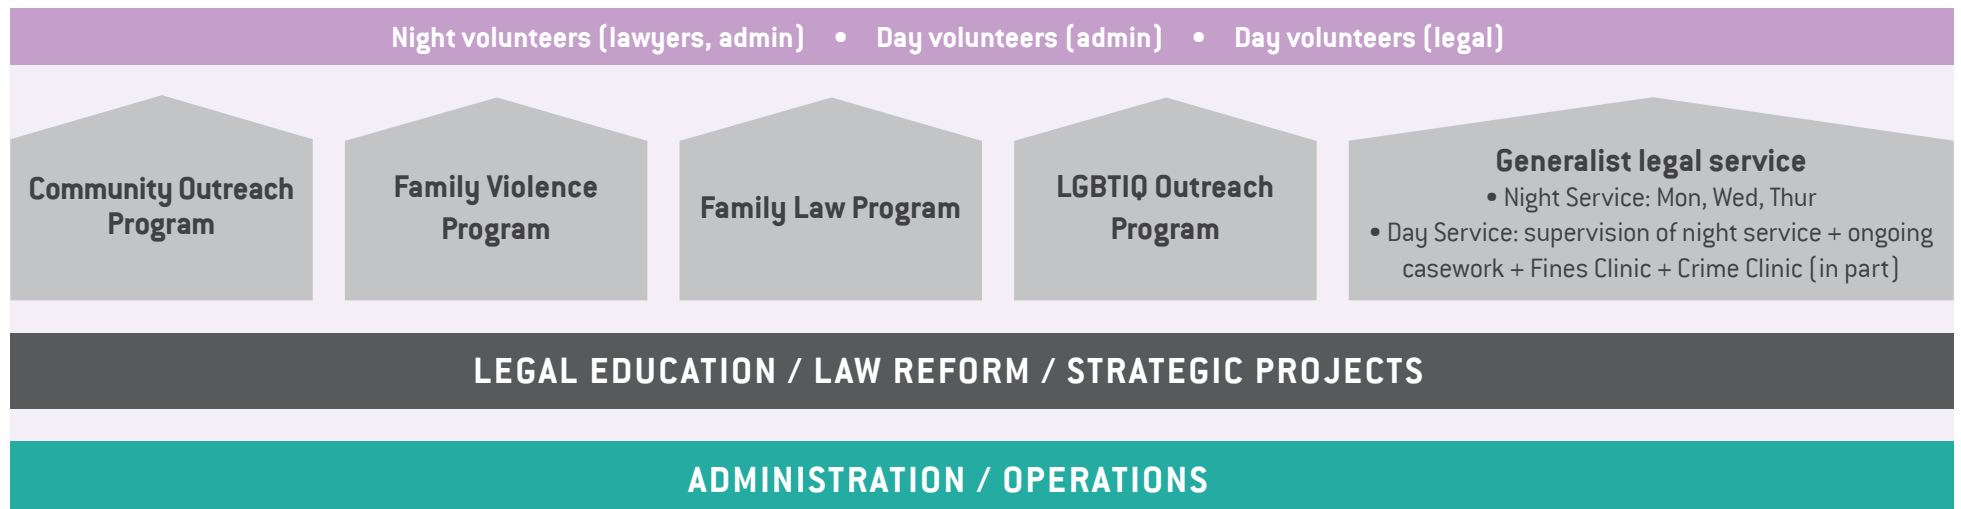 Night volunteers (lawyers, admin) • Day volunteers (admin) • Day volunteers (legal)
Community Outreach
Program
Family Violence
Program
Family Law Program
LGBTIQ Outreach
Program
Generalist legal service
• Night Service: Mon, Wed, Thur
• Day Service: supervision of night service + ongoing
casework + Fines Clinic + Crime Clinic (in part)
LEGAL EDUCATION / LAW REFORM / STRATEGIC PROJECTS
ADMINISTRATION / OPERATIONS